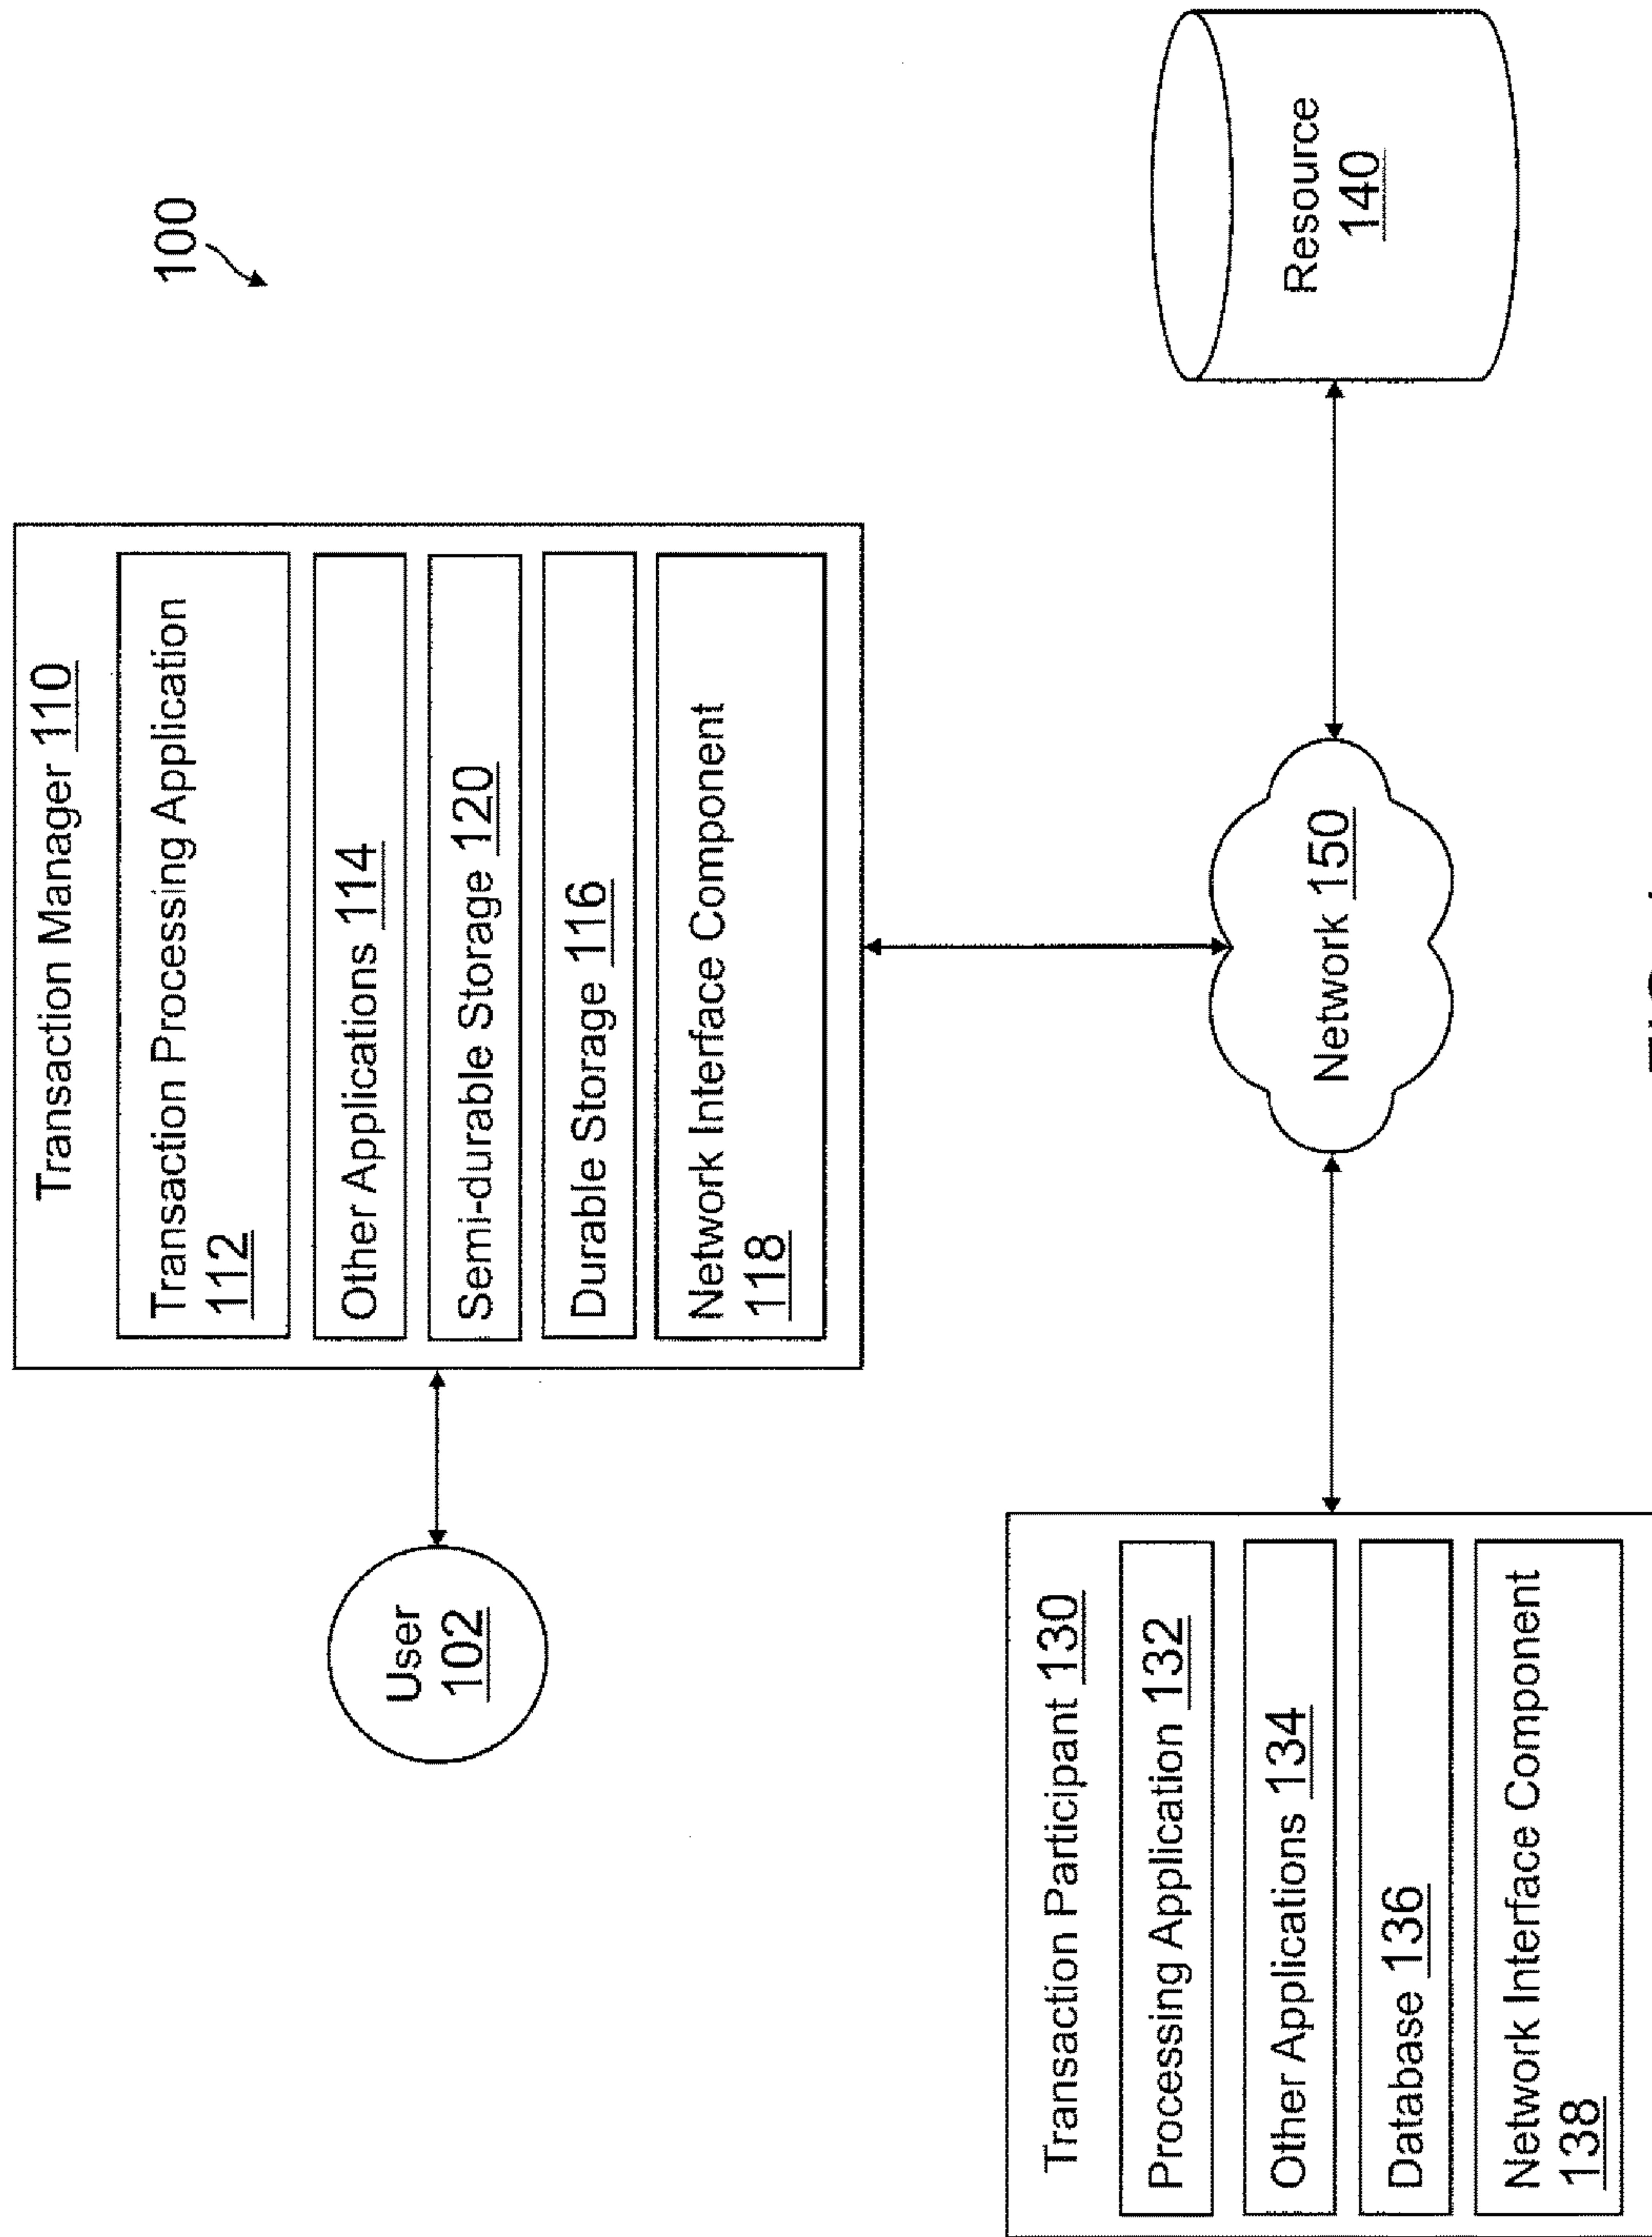 100
Transaction Manager 110
Transaction Processing Application
112
Other Applications 114
Semi-durable Storage 120
Durable Storage 116
Network Interface Component
118
User
102
Transaction Participant 130
Processing Application 132
Other Applications 134
Database 136
Network Interface Component
138
Network 150
Resource
140